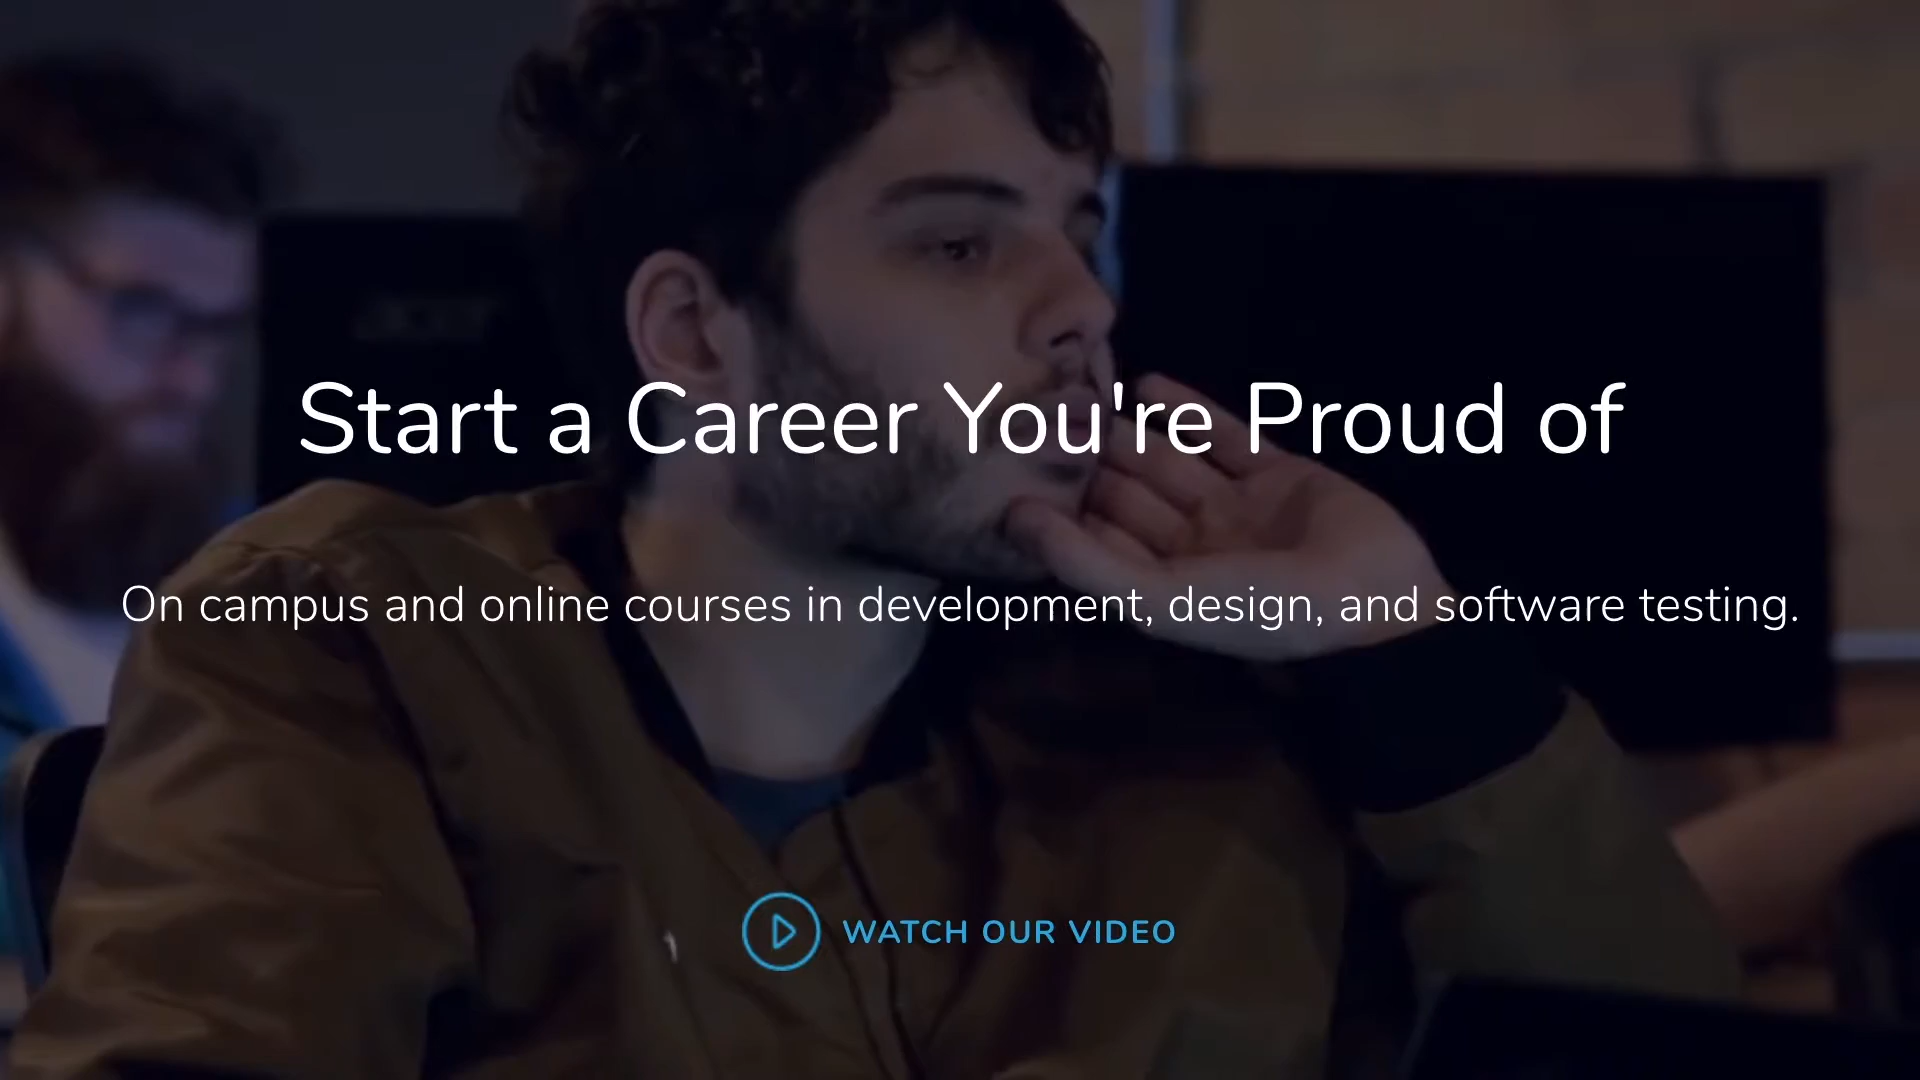 acer
Start a Career You're Proud of
On campus and online courses in development, design, and software testing.
WATCH OUR VIDEO